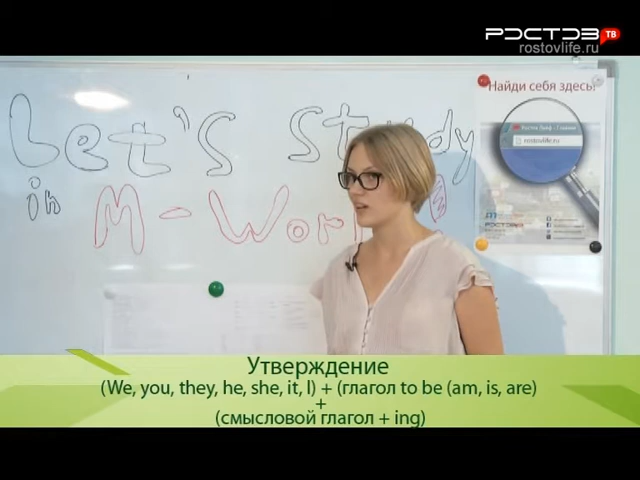 РОСТОВ ТВ
rostovlife.ru
Найди себя здесь!
rostovlife.ru
Let's Study
in M-Wor
Утверждение
(We, you, they, he, she, it, I) + (глагол to be (am, is, are)
+
(смысловой глагол + ing)